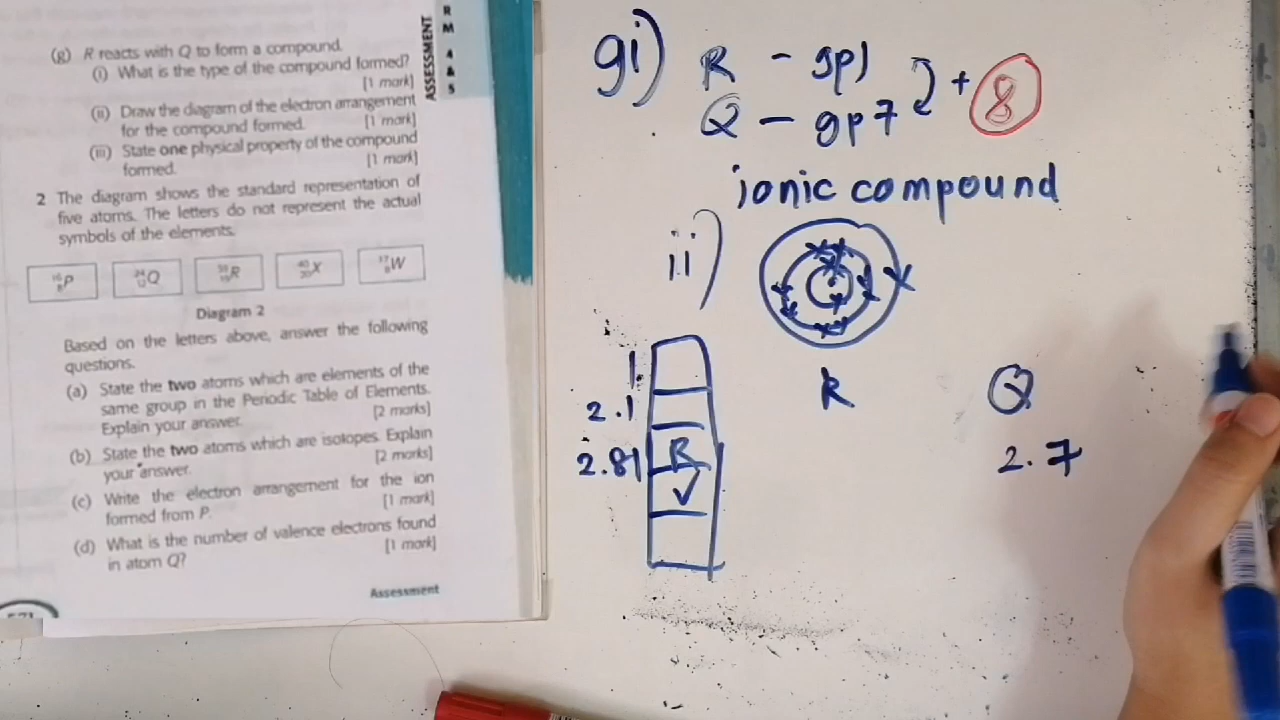 (g) R reacts with Q to form a compound.
(i) What is the type of the compound formed?
[1 mark]
(ii) Draw the diagram of the electron arrangement
for the compound formed. [1 mark]
(iii) State one physical property of the compound
formed. [1 mark]
2 The diagram shows the standard representation of
five atoms. The letters do not represent the actual
symbols of the elements.
P Q R X W
Diagram 2
Based on the letters above, answer the following
questions.
(a) State the two atoms which are elements of the
same group in the Periodic Table of Elements.
Explain your answer. [2 marks]
(b) State the two atoms which are isotopes. Explain
your answer. [2 marks]
(c) Write the electron arrangement for the ion
formed from P. [1 mark]
(d) What is the number of valence electrons found
in atom Q? [1 mark]
Assessment
ASSESSMENT
R
M
4
&
5
gi) R - gp1
Q - gp7 + 8
ionic compound
ii)
1
2.1
2.81 R
R
Q
2.7